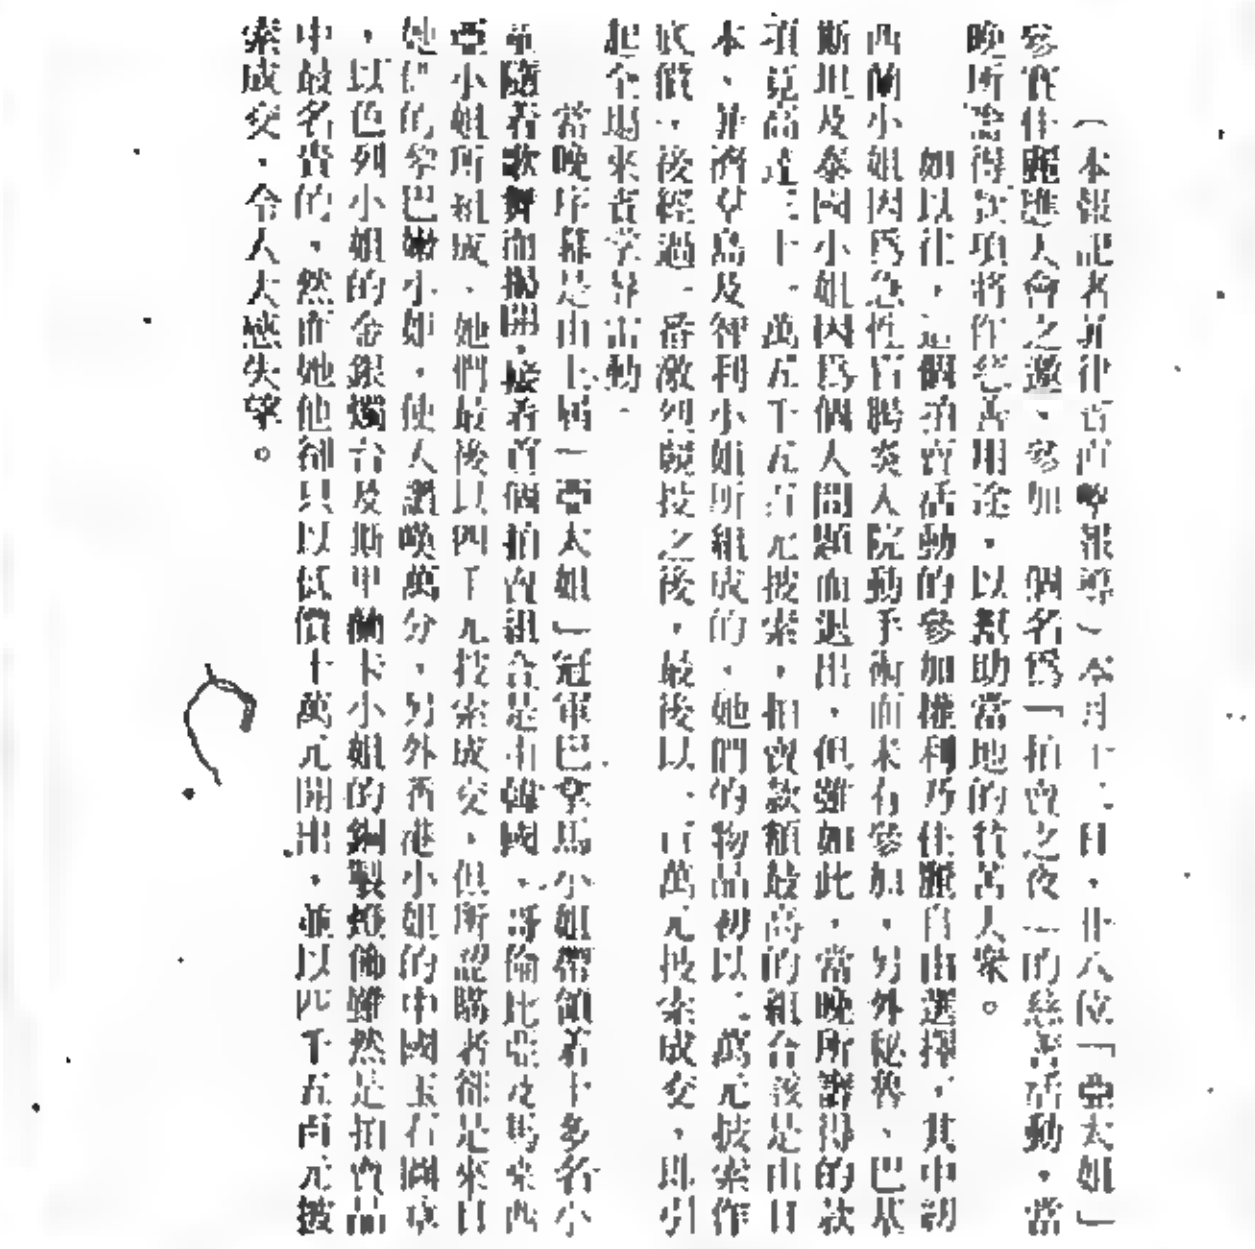 （本報記者菲律賓直擊報導）本月十二日，廿八位「亞太姐」
參賽佳麗應大會之邀，參加一個名為「拍賣之夜」的慈善活動，當
晚所籌得款項將作慈善用途，以幫助當地的貧苦人衆。
如以往，這個拍賣活動的參加權利乃佳麗自由選擇，其中錫
西蘭小姐因爲急性盲腸炎入院動手術而未有參加，另外秘魯、巴基
斯坦及泰國小姐因爲個人問題而退出，但雖如此，當晚所籌得的款
項竟高達三十一萬五千五百元披索，拍賣款額最高的組合該是由日
本、菲濟羣島及智利小姐所組成的，她們的物品初以二萬元披索作
底價，後經過一番激烈競投之後，最後以一百萬元披索成交，即引
起全場來賓掌聲雷動。
當晚序幕是由上屆「亞太姐」冠軍巴拿馬小姐帶領着十多名小
童隨着歌舞而揭開，接着首個拍賣組合是由韓國、哥倫比亞及馬來西
亞小姐所組成，她們最後以四千元披索成交，但所認購者卻是來自
她們的黎巴嫩小姐，使人讚嘆萬分，另外香港小姐的中國玉石圖章
，以色列小姐的金銀燭台及斯里蘭卡小姐的銅製燈飾雖然是拍賣品
中最名貴的，然而她他卻只以低價十萬元開出，並以四千五百元披
索成交，令人大感失望。